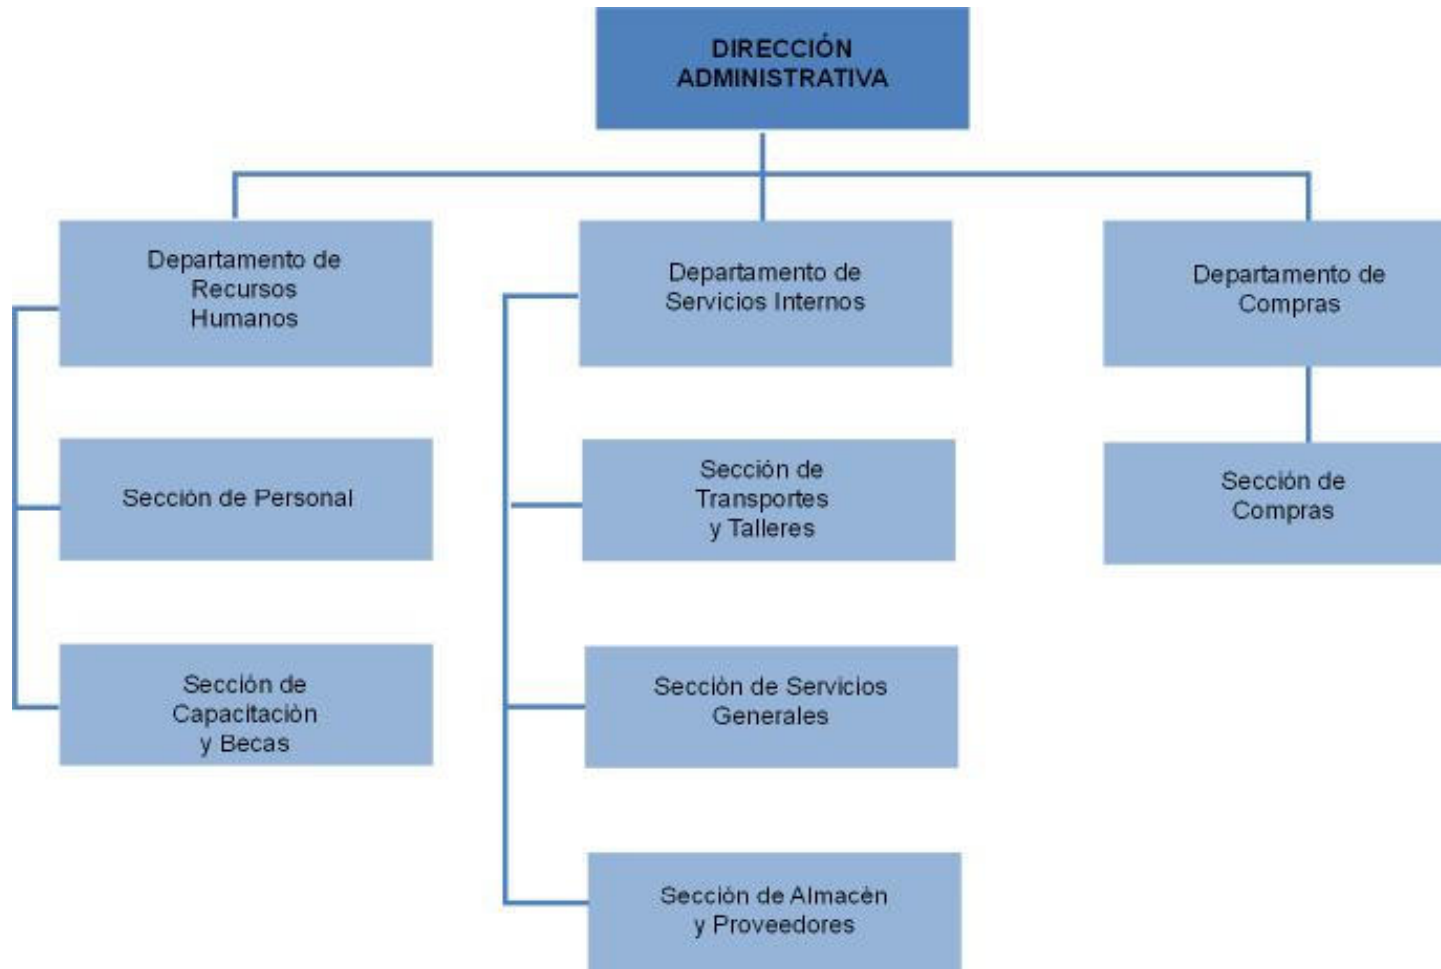 DIRECCIÓN
ADMINISTRATIVA
Departamento de
Recursos
Humanos
Departamento de
Servicios Internos
Departamento de
Compras
Sección de Personal
Sección de
Transportes
y Talleres
Sección de
Compras
Sección de
Capacitaciòn
y Becas
Secciòn de Servicios
Generales
Sección de Almacèn
y Proveedores